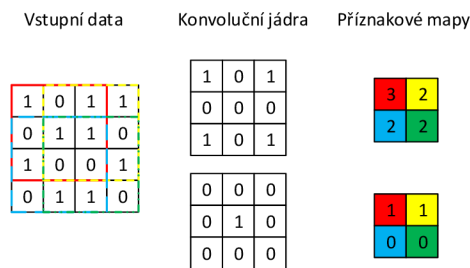 Vstupní data
Konvoluční jádra
Příznakové mapy
1 0 1 1
0 1 1 0
1 0 0 1
0 1 1 0
1 0 1
0 0 0
1 0 1
0 0 0
0 1 0
0 0 0
3 2
2 2
1 1
0 0